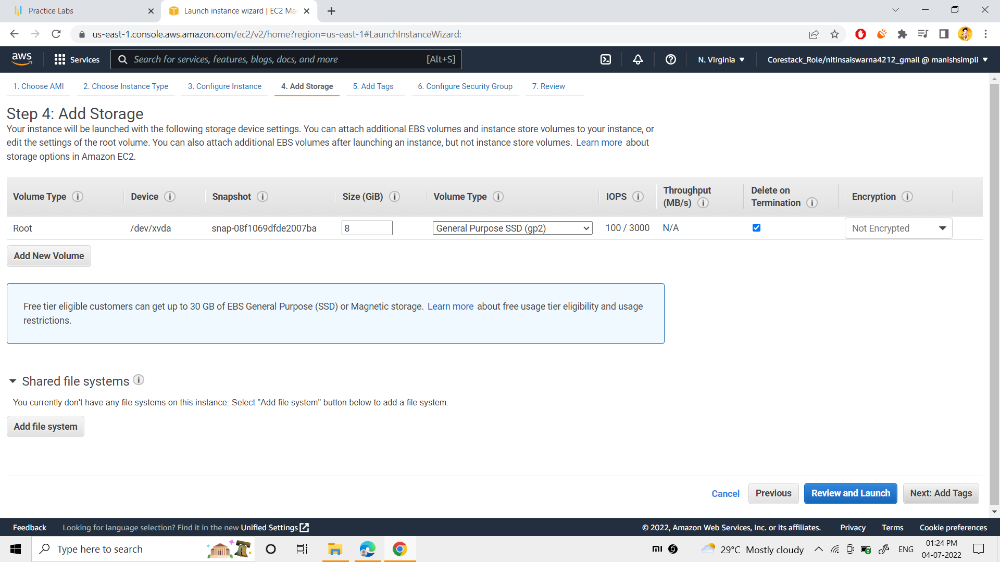 Practice Labs
Launch instance wizard | EC2 Ma
us-east-1.console.aws.amazon.com/ec2/v2/home?region=us-east-1#LaunchInstanceWizard:
aws Services Search for services, features, blogs, docs, and more [Alt+S] N. Virginia Corestack_Role/nitinsaiswarna4212_gmail @ manishsimpli
1. Choose AMI 2. Choose Instance Type 3. Configure Instance 4. Add Storage 5. Add Tags 6. Configure Security Group 7. Review
Step 4: Add Storage
Your instance will be launched with the following storage device settings. You can attach additional EBS volumes and instance store volumes to your instance, or
edit the settings of the root volume. You can also attach additional EBS volumes after launching an instance, but not instance store volumes. Learn more about
storage options in Amazon EC2.
Volume Type Device Snapshot Size (GiB) Volume Type IOPS Throughput (MB/s) Delete on Termination Encryption
Root /dev/xvda snap-08f1069dfde2007ba 8 General Purpose SSD (gp2) 100 / 3000 N/A Not Encrypted
Add New Volume
Free tier eligible customers can get up to 30 GB of EBS General Purpose (SSD) or Magnetic storage. Learn more about free usage tier eligibility and usage
restrictions.
Shared file systems
You currently don't have any file systems on this instance. Select "Add file system" button below to add a file system.
Add file system
Cancel Previous Review and Launch Next: Add Tags
Feedback Looking for language selection? Find it in the new Unified Settings © 2022, Amazon Web Services, Inc. or its affiliates. Privacy Terms Cookie preferences
Type here to search mi 29°C Mostly cloudy ENG 01:24 PM
04-07-2022